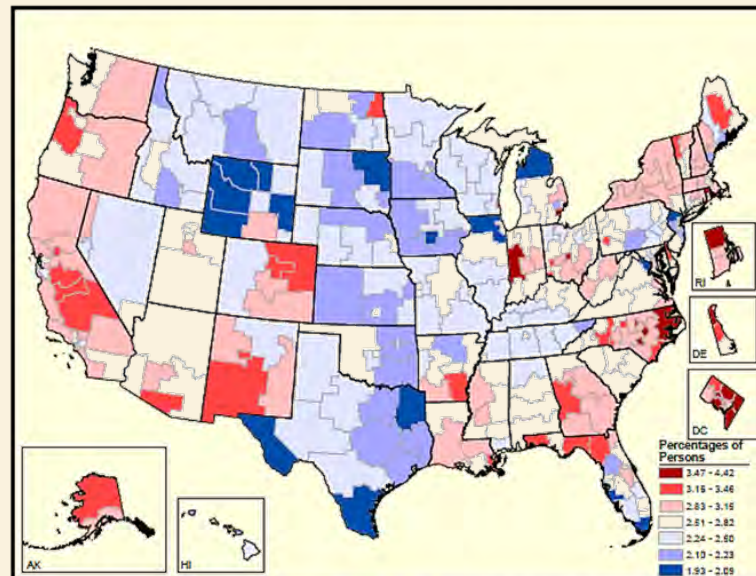 RI
DE
DC
Percentages of
Persons
3.47 - 4.42
3.16 - 3.46
2.83 - 3.15
2.51 - 2.82
2.24 - 2.50
2.10 - 2.23
1.93 - 2.09
AK
HI